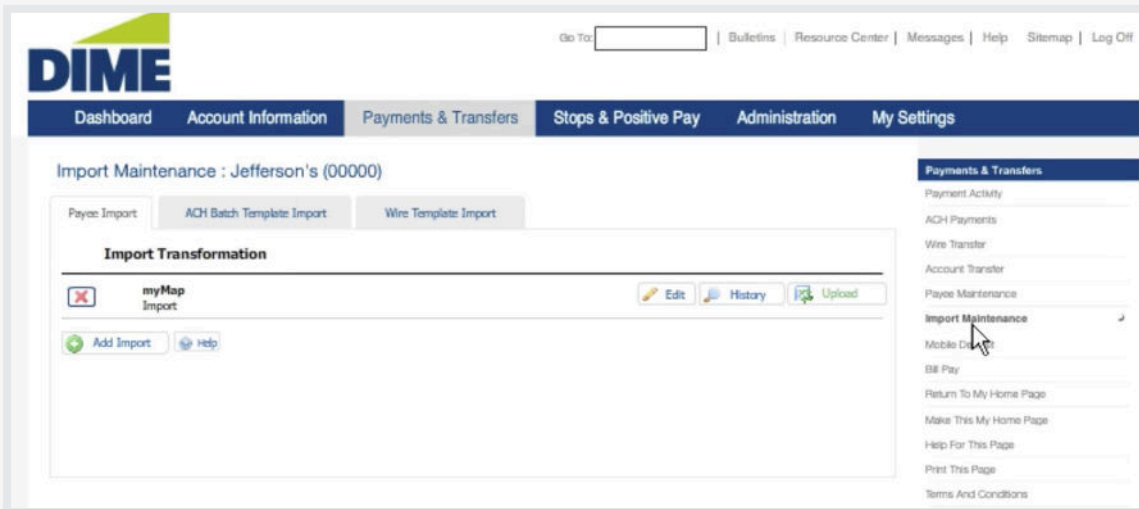 DIME
Go To: | Bulletins | Resource Center | Messages | Help Sitemap | Log Off
Dashboard Account Information Payments & Transfers Stops & Positive Pay Administration My Settings
Import Maintenance : Jefferson's (00000)
Payee Import ACH Batch Template Import Wire Template Import
Import Transformation
myMap
Import
Edit History Upload
Add Import Help
Payments & Transfers
Payment Activity
ACH Payments
Wire Transfer
Account Transfer
Payee Maintenance
Import Maintenance
Mobile
Bill Pay
Return To My Home Page
Make This My Home Page
Help For This Page
Print This Page
Terms And Conditions